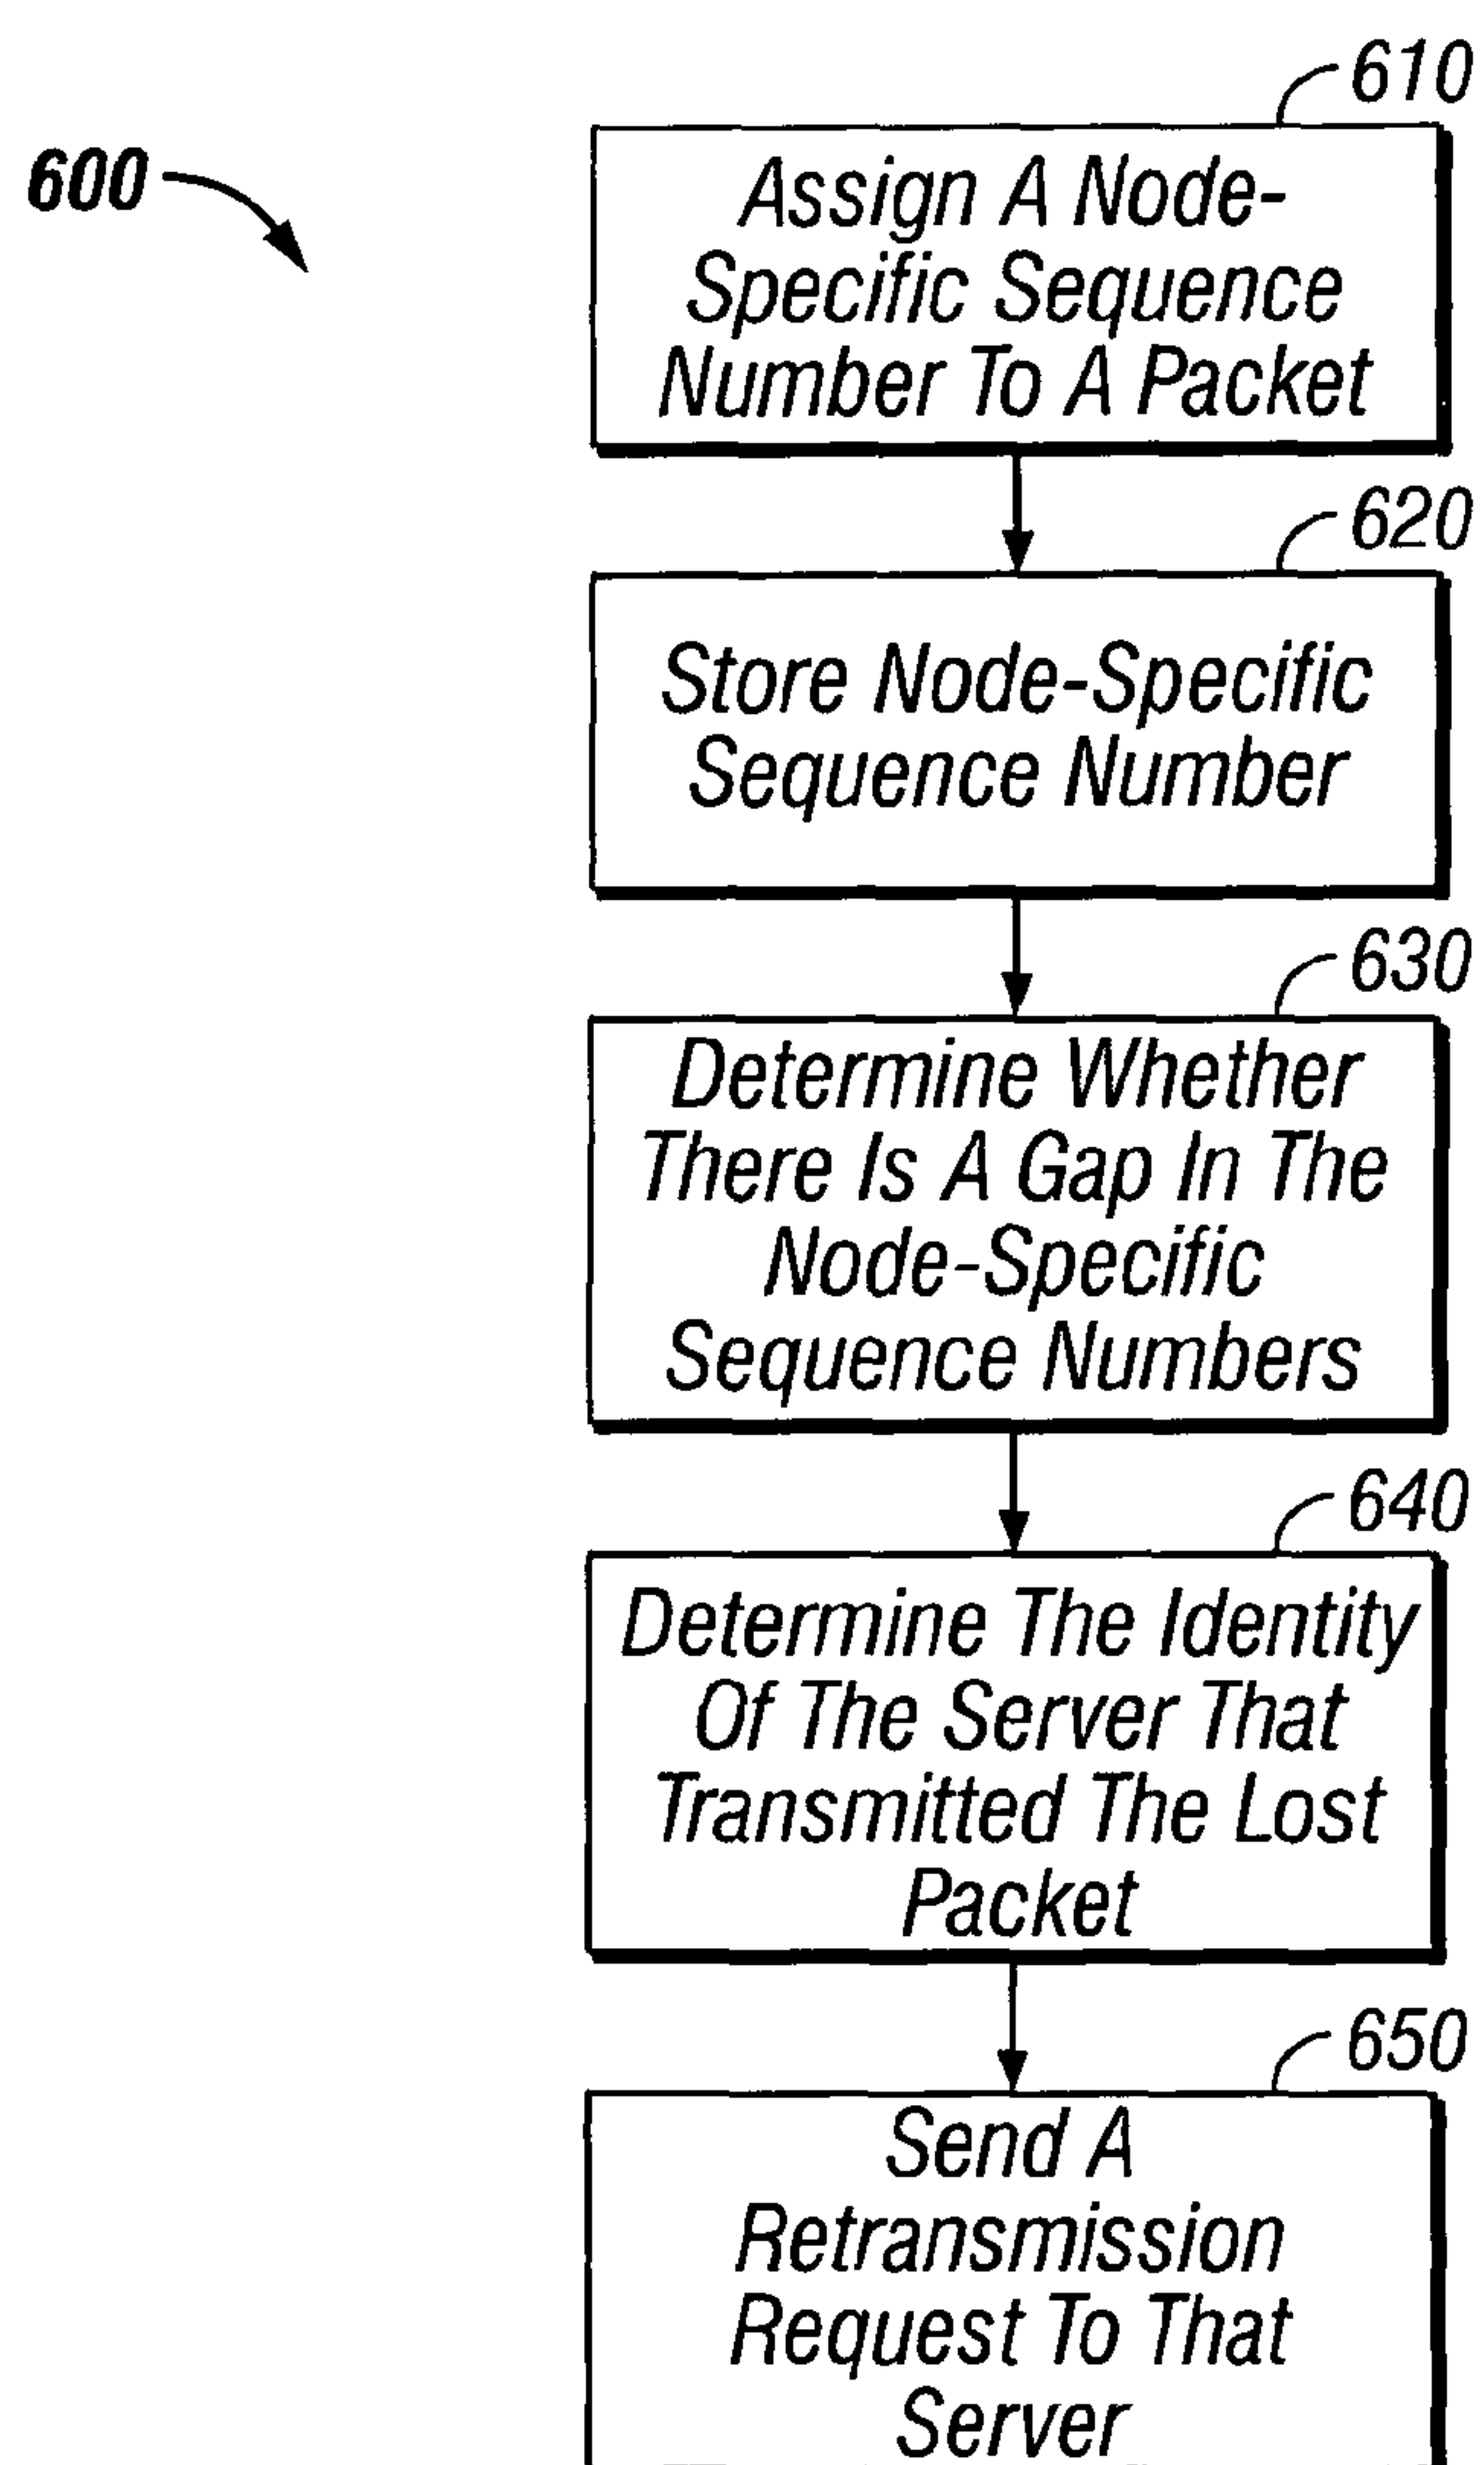 610
600
Assign A Node-
Specific Sequence
Number To A Packet
620
Store Node-Specific
Sequence Number
630
Determine Whether
There Is A Gap In The
Node-Specific
Sequence Numbers
640
Determine The Identity
Of The Server That
Transmitted The Lost
Packet
650
Send A
Retransmission
Request To That
Server